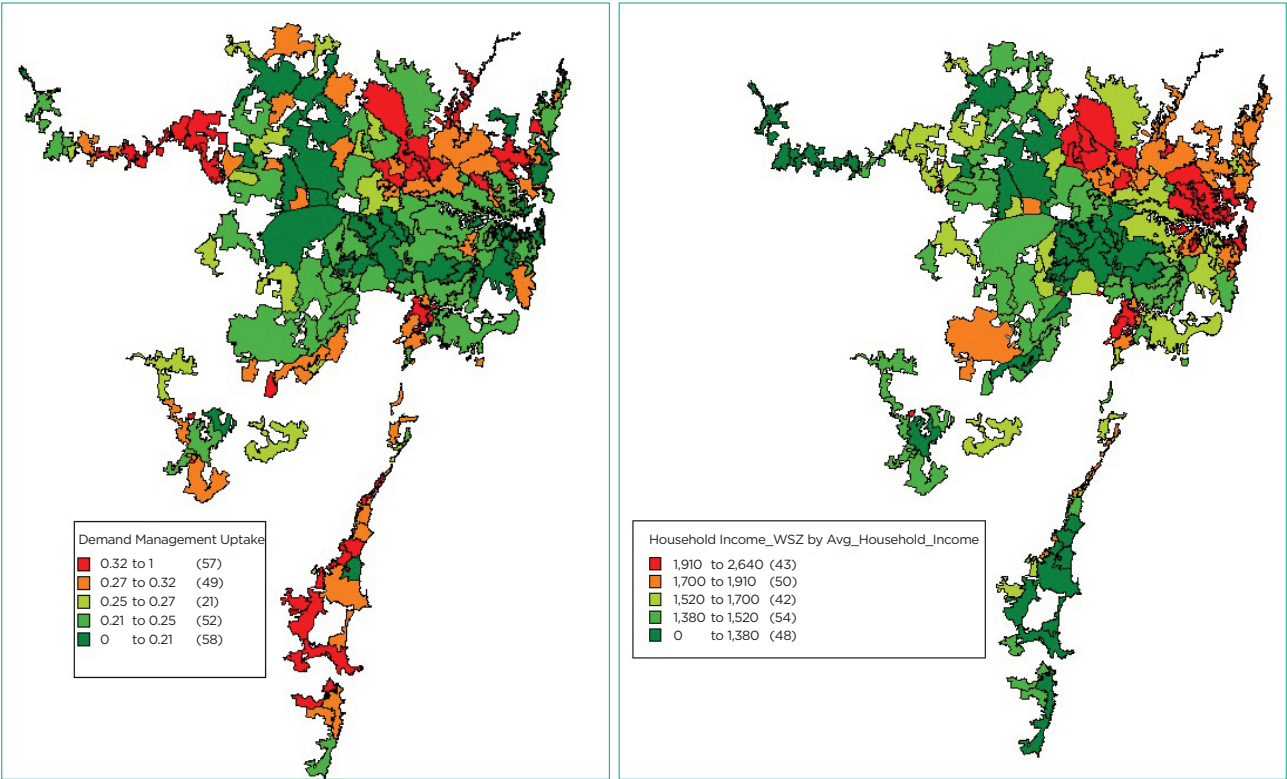 Demand Management Uptake
0.32 to 1 (57)
0.27 to 0.32 (49)
0.25 to 0.27 (21)
0.21 to 0.25 (52)
0 to 0.21 (58)
Household Income_WSZ by Avg_Household_Income
1,910 to 2,640 (43)
1,700 to 1,910 (50)
1,520 to 1,700 (42)
1,380 to 1,520 (54)
0 to 1,380 (48)